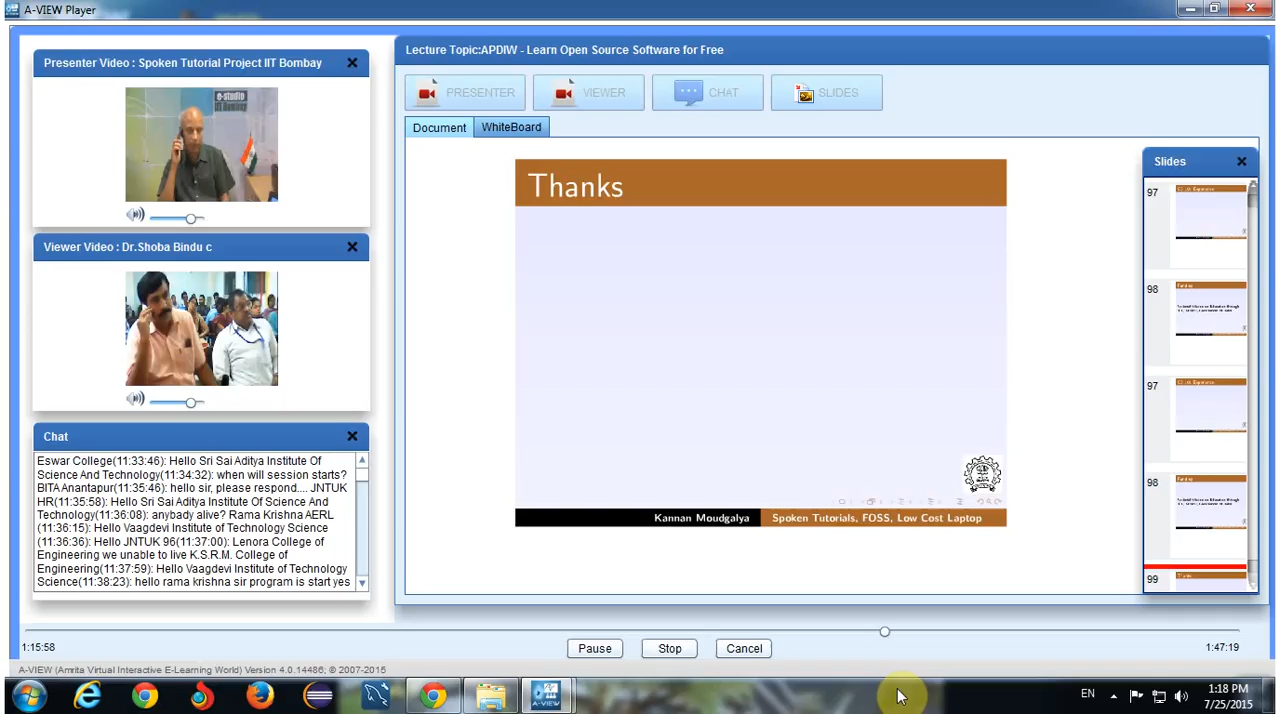 A-VIEW Player
Presenter Video : Spoken Tutorial Project IIT Bombay
e-studio
IIT Bombay
Viewer Video : Dr.Shoba Bindu c
Chat
Eswar College(11:33:46): Hello Sri Sai Aditya Institute Of
Science And Technology(11:34:32): when will session starts?
BITA Anantapur(11:35:46): hello sir, please respond.... JNTUK
HR(11:35:58): Hello Sri Sai Aditya Institute Of Science And
Technology(11:36:08): anybady alive? Rama Krishna AERL
(11:36:15): Hello Vaagdevi Institute of Technology Science
(11:36:36): Hello JNTUK 96(11:37:00): Lenora College of
Engineering we unable to live K.S.R.M. College of
Engineering(11:37:59): Hello Vaagdevi Institute of Technology
Science(11:38:23): hello rama krishna sir program is start yes
Lecture Topic:APDIW - Learn Open Source Software for Free
PRESENTER
VIEWER
CHAT
SLIDES
Document
WhiteBoard
Thanks
Kannan Moudgalya
Spoken Tutorials, FOSS, Low Cost Laptop
Slides
97
98
Funding
97
98
Funding
99
Thanks
1:15:58
Pause
Stop
Cancel
1:47:19
A-VIEW (Amrita Virtual Interactive E-Learning World) Version 4.0.14486; © 2007-2015
A-VIEW
EN
1:18 PM
7/25/2015